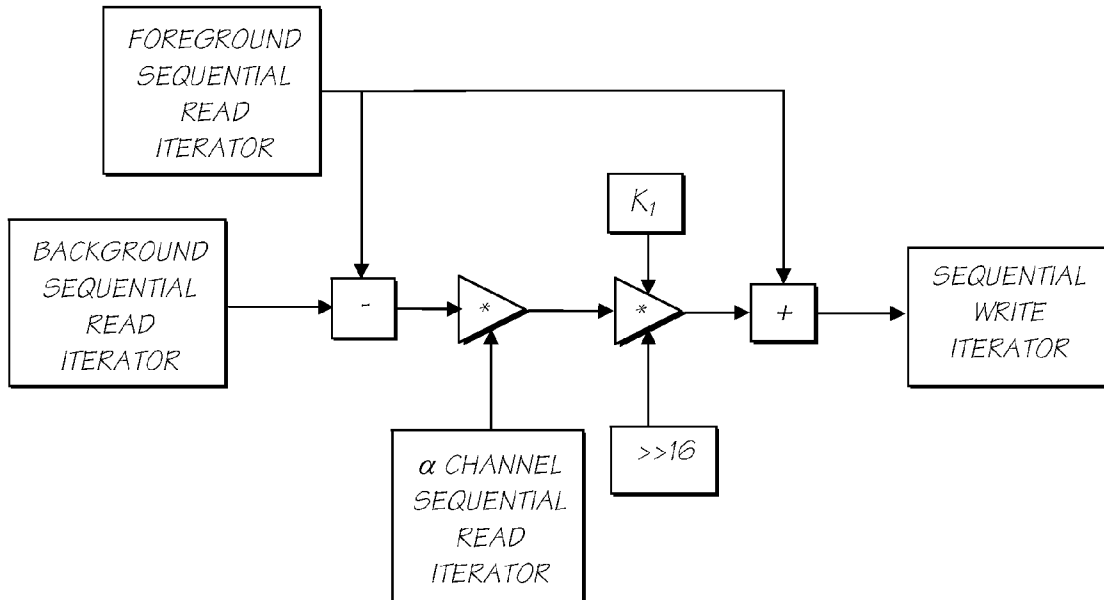 FOREGROUND
SEQUENTIAL
READ
ITERATOR
K1
BACKGROUND
SEQUENTIAL
READ
ITERATOR
-
*
*
+
SEQUENTIAL
WRITE
ITERATOR
α CHANNEL
SEQUENTIAL
READ
ITERATOR
>>16